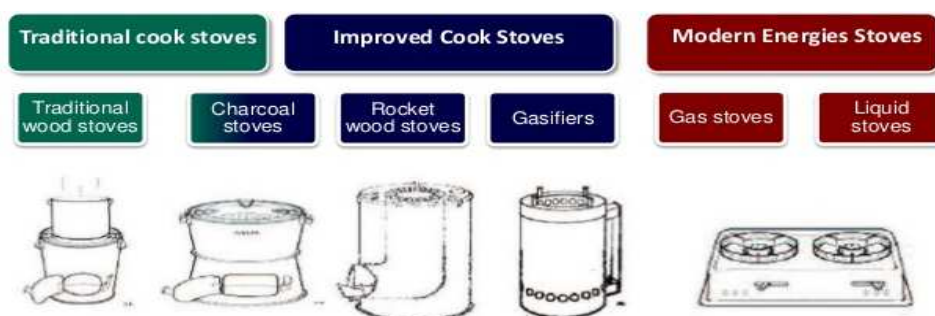 Traditional cook stoves
Improved Cook Stoves
Modern Energies Stoves
Traditional
wood stoves
Charcoal
stoves
Rocket
wood stoves
Gasifiers
Gas stoves
Liquid
stoves